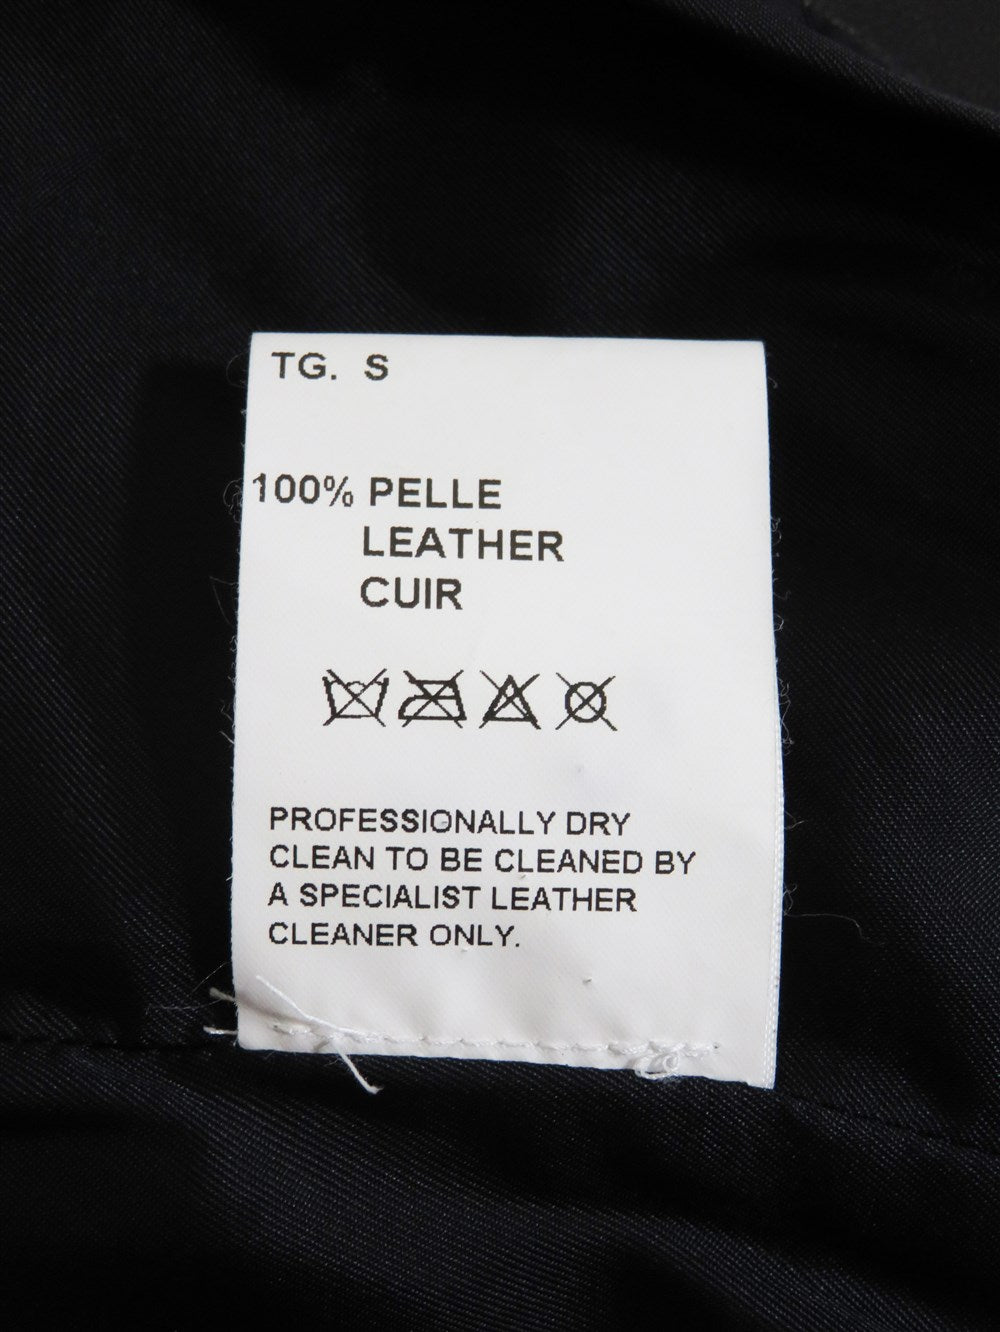 TG. S
100% PELLE
LEATHER
CUIR
PROFESSIONALLY DRY
CLEAN TO BE CLEANED BY
A SPECIALIST LEATHER
CLEANER ONLY.